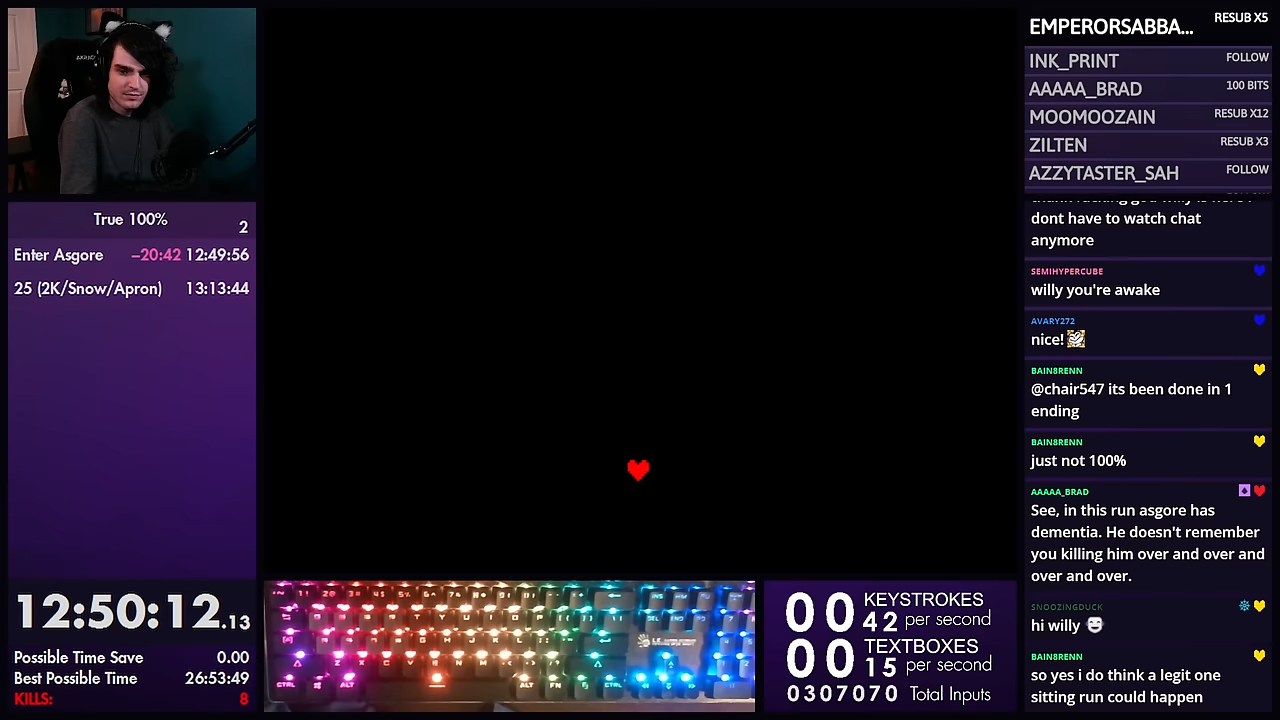 True 100%
2
Enter Asgore −20:42 12:49:56
25 (2K/Snow/Apron) 13:13:44
12:50:12.13
Possible Time Save 0.00
Best Possible Time 26:53:49
KILLS: 8
00.42 KEYSTROKES per second
00.15 TEXTBOXES per second
0307070 Total Inputs
EMPERORSABBA... RESUB X5
INK_PRINT FOLLOW
AAAAA_BRAD 100 BITS
MOOMOOZAIN RESUB X12
ZILTEN RESUB X3
AZZYTASTER_SAH FOLLOW
dont have to watch chat
anymore
SEMIHYPERCUBE
willy you're awake
AVARY272
nice!
BAIN8RENN
@chair547 its been done in 1
ending
BAIN8RENN
just not 100%
AAAAA_BRAD
See, in this run asgore has
dementia. He doesn't remember
you killing him over and over and
over and over.
SNOOZINGDUCK
hi willy
BAIN8RENN
so yes i do think a legit one
sitting run could happen